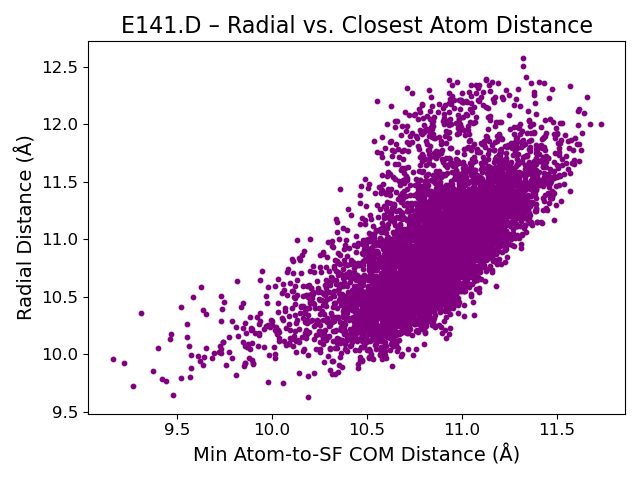 E141.D – Radial vs. Closest Atom Distance
Radial Distance (Å)
12.5
12.0
11.5
11.0
10.5
10.0
9.5
9.5 10.0 10.5 11.0 11.5
Min Atom-to-SF COM Distance (Å)